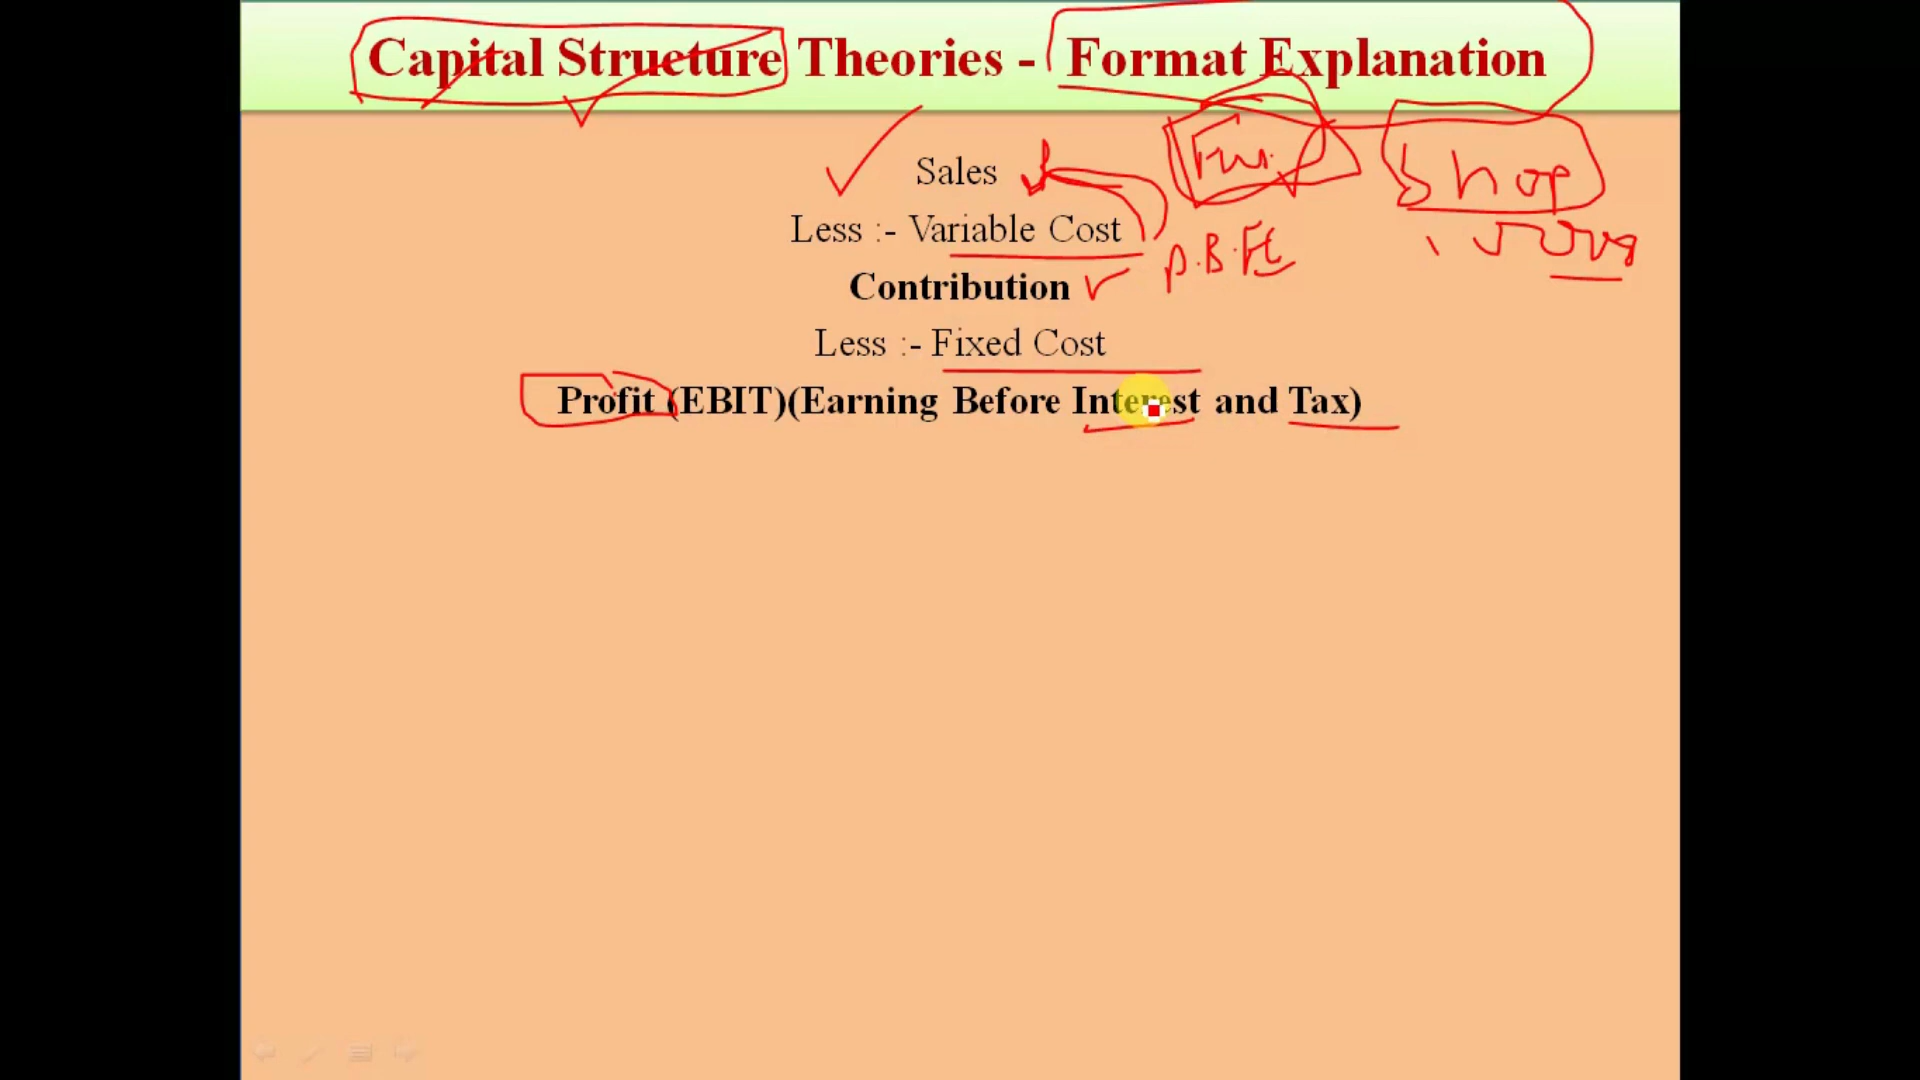 Capital Structure Theories - Format Explanation
Sales
Shop
Less :- Variable Cost
P.B.FC
Contribution
Less :- Fixed Cost
Profit (EBIT)(Earning Before Interest and Tax)